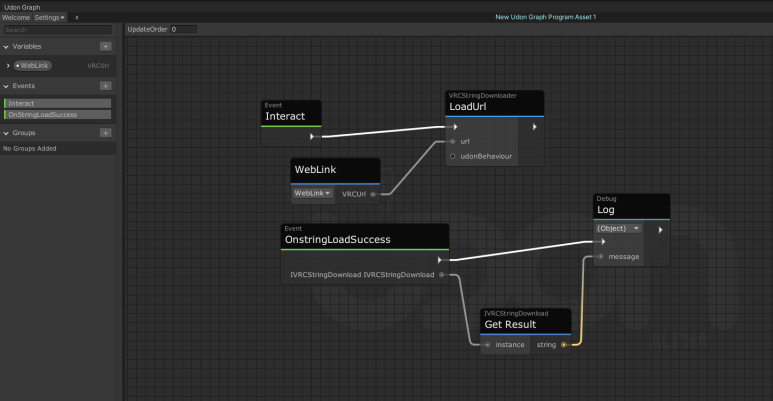 Udon Graph
Welcome Settings x
New Udon Graph Program Asset 1
Search
UpdateOrder 0
Variables +
WebLink VRCUrl
Events +
Interact
OnStringLoadSuccess
Groups +
No Groups Added
Event
Interact
VRCStringDownloader
LoadUrl
url
udonBehaviour
WebLink
WebLink VRCUrl
Event
OnstringLoadSuccess
IVRCStringDownload IVRCStringDownload
Debug
Log
(Object)
message
IVRCStringDownload
Get Result
instance string
ALPHA